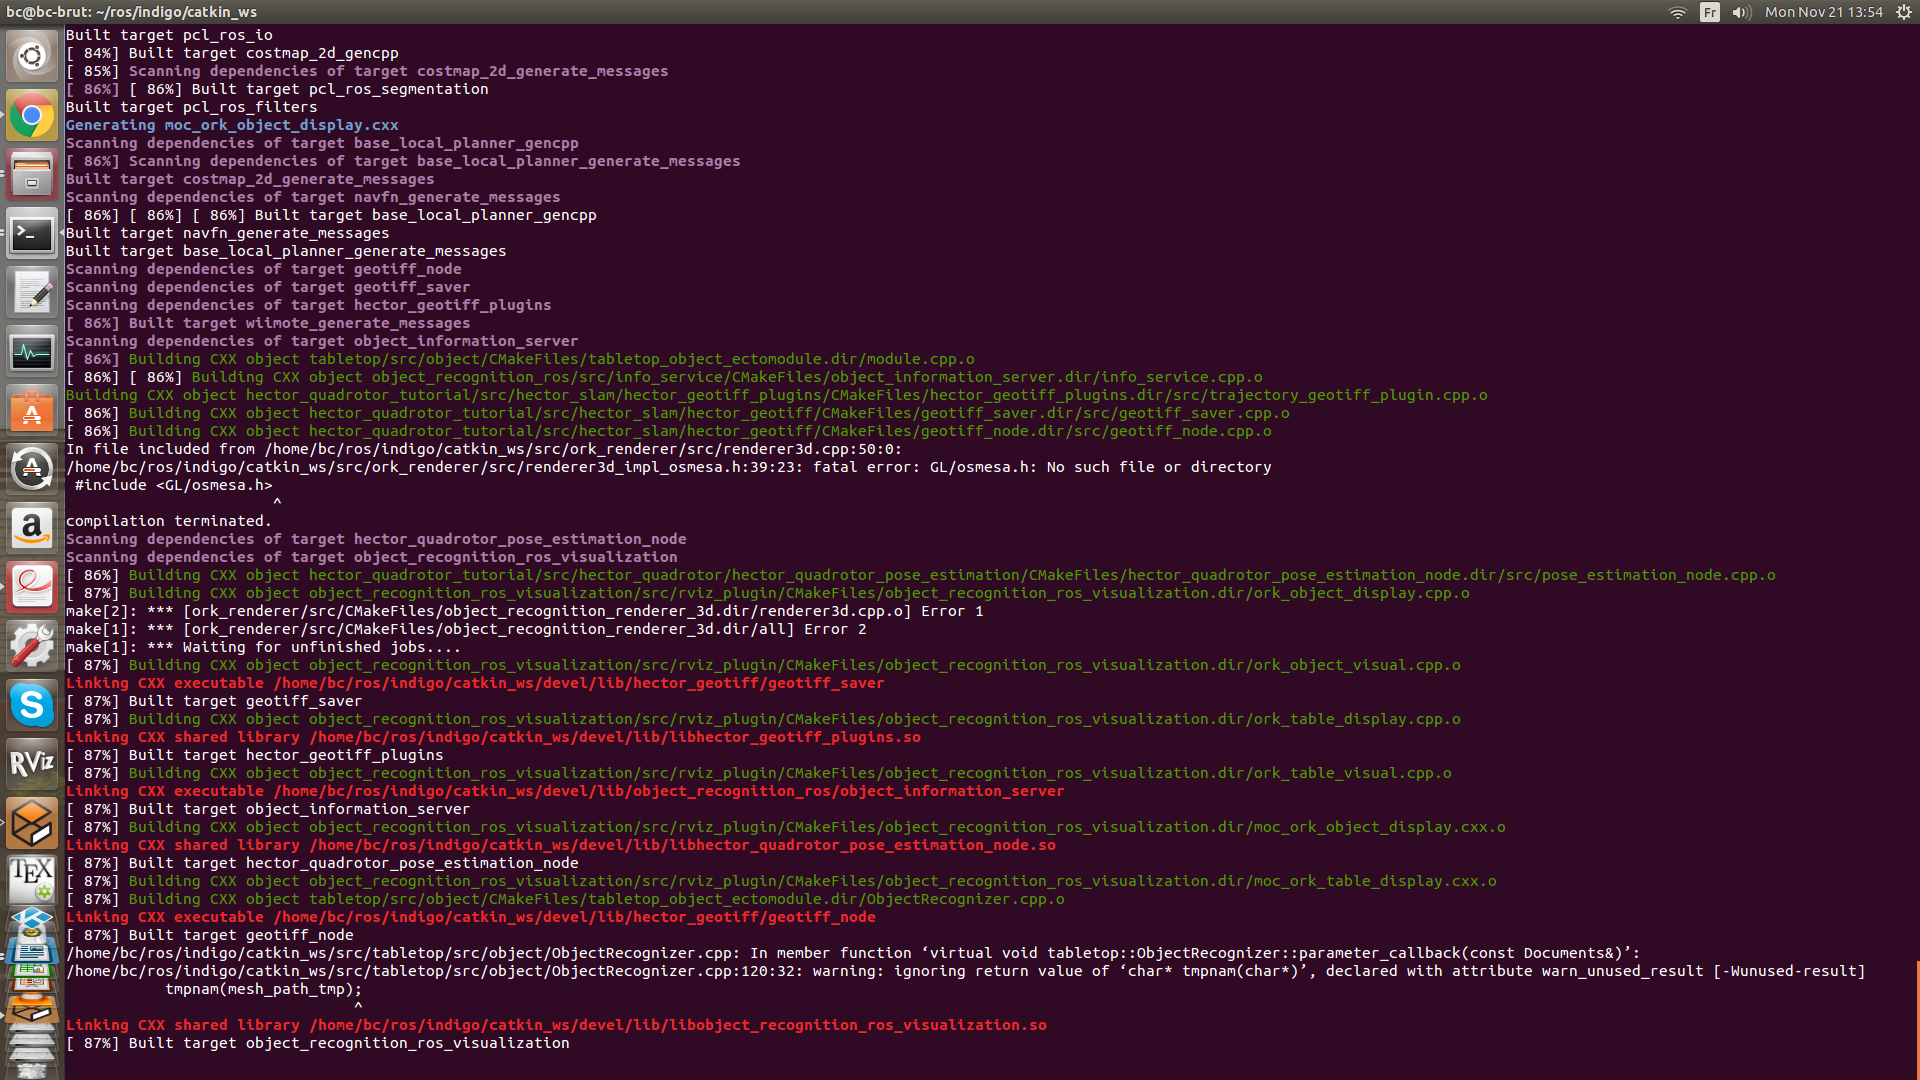 bc@bc-brut: ~/ros/indigo/catkin_ws
Fr
Mon Nov 21 13:54
Built target pcl_ros_io
[ 84%] Built target costmap_2d_gencpp
[ 85%] Scanning dependencies of target costmap_2d_generate_messages
[ 86%] [ 86%] Built target pcl_ros_segmentation
Built target pcl_ros_filters
Generating moc_ork_object_display.cxx
Scanning dependencies of target base_local_planner_gencpp
[ 86%] Scanning dependencies of target base_local_planner_generate_messages
Built target costmap_2d_generate_messages
Scanning dependencies of target navfn_generate_messages
[ 86%] [ 86%] [ 86%] Built target base_local_planner_gencpp
Built target navfn_generate_messages
Built target base_local_planner_generate_messages
Scanning dependencies of target geotiff_node
Scanning dependencies of target geotiff_saver
Scanning dependencies of target hector_geotiff_plugins
[ 86%] Built target wiimote_generate_messages
Scanning dependencies of target object_information_server
[ 86%] Building CXX object tabletop/src/object/CMakeFiles/tabletop_object_ectomodule.dir/module.cpp.o
[ 86%] [ 86%] Building CXX object object_recognition_ros/src/info_service/CMakeFiles/object_information_server.dir/info_service.cpp.o
Building CXX object hector_quadrotor_tutorial/src/hector_slam/hector_geotiff_plugins/CMakeFiles/hector_geotiff_plugins.dir/src/trajectory_geotiff_plugin.cpp.o
[ 86%] Building CXX object hector_quadrotor_tutorial/src/hector_slam/hector_geotiff/CMakeFiles/geotiff_saver.dir/src/geotiff_saver.cpp.o
[ 86%] Building CXX object hector_quadrotor_tutorial/src/hector_slam/hector_geotiff/CMakeFiles/geotiff_node.dir/src/geotiff_node.cpp.o
In file included from /home/bc/ros/indigo/catkin_ws/src/ork_renderer/src/renderer3d.cpp:50:0:
/home/bc/ros/indigo/catkin_ws/src/ork_renderer/src/renderer3d_impl_osmesa.h:39:23: fatal error: GL/osmesa.h: No such file or directory
 #include <GL/osmesa.h>
                       ^
compilation terminated.
Scanning dependencies of target hector_quadrotor_pose_estimation_node
Scanning dependencies of target object_recognition_ros_visualization
[ 86%] Building CXX object hector_quadrotor_tutorial/src/hector_quadrotor/hector_quadrotor_pose_estimation/CMakeFiles/hector_quadrotor_pose_estimation_node.dir/src/pose_estimation_node.cpp.o
[ 87%] Building CXX object object_recognition_ros_visualization/src/rviz_plugin/CMakeFiles/object_recognition_ros_visualization.dir/ork_object_display.cpp.o
make[2]: *** [ork_renderer/src/CMakeFiles/object_recognition_renderer_3d.dir/renderer3d.cpp.o] Error 1
make[1]: *** [ork_renderer/src/CMakeFiles/object_recognition_renderer_3d.dir/all] Error 2
make[1]: *** Waiting for unfinished jobs....
[ 87%] Building CXX object object_recognition_ros_visualization/src/rviz_plugin/CMakeFiles/object_recognition_ros_visualization.dir/ork_object_visual.cpp.o
Linking CXX executable /home/bc/ros/indigo/catkin_ws/devel/lib/hector_geotiff/geotiff_saver
[ 87%] Built target geotiff_saver
[ 87%] Building CXX object object_recognition_ros_visualization/src/rviz_plugin/CMakeFiles/object_recognition_ros_visualization.dir/ork_table_display.cpp.o
Linking CXX shared library /home/bc/ros/indigo/catkin_ws/devel/lib/libhector_geotiff_plugins.so
[ 87%] Built target hector_geotiff_plugins
[ 87%] Building CXX object object_recognition_ros_visualization/src/rviz_plugin/CMakeFiles/object_recognition_ros_visualization.dir/ork_table_visual.cpp.o
Linking CXX executable /home/bc/ros/indigo/catkin_ws/devel/lib/object_recognition_ros/object_information_server
[ 87%] Built target object_information_server
[ 87%] Building CXX object object_recognition_ros_visualization/src/rviz_plugin/CMakeFiles/object_recognition_ros_visualization.dir/moc_ork_object_display.cxx.o
Linking CXX shared library /home/bc/ros/indigo/catkin_ws/devel/lib/libhector_quadrotor_pose_estimation_node.so
[ 87%] Built target hector_quadrotor_pose_estimation_node
[ 87%] Building CXX object object_recognition_ros_visualization/src/rviz_plugin/CMakeFiles/object_recognition_ros_visualization.dir/moc_ork_table_display.cxx.o
[ 87%] Building CXX object tabletop/src/object/CMakeFiles/tabletop_object_ectomodule.dir/ObjectRecognizer.cpp.o
Linking CXX executable /home/bc/ros/indigo/catkin_ws/devel/lib/hector_geotiff/geotiff_node
[ 87%] Built target geotiff_node
/home/bc/ros/indigo/catkin_ws/src/tabletop/src/object/ObjectRecognizer.cpp: In member function ‘virtual void tabletop::ObjectRecognizer::parameter_callback(const Documents&)’:
/home/bc/ros/indigo/catkin_ws/src/tabletop/src/object/ObjectRecognizer.cpp:120:32: warning: ignoring return value of ‘char* tmpnam(char*)’, declared with attribute warn_unused_result [-Wunused-result]
           tmpnam(mesh_path_tmp);
                                ^
Linking CXX shared library /home/bc/ros/indigo/catkin_ws/devel/lib/libobject_recognition_ros_visualization.so
[ 87%] Built target object_recognition_ros_visualization
RViz
TEX